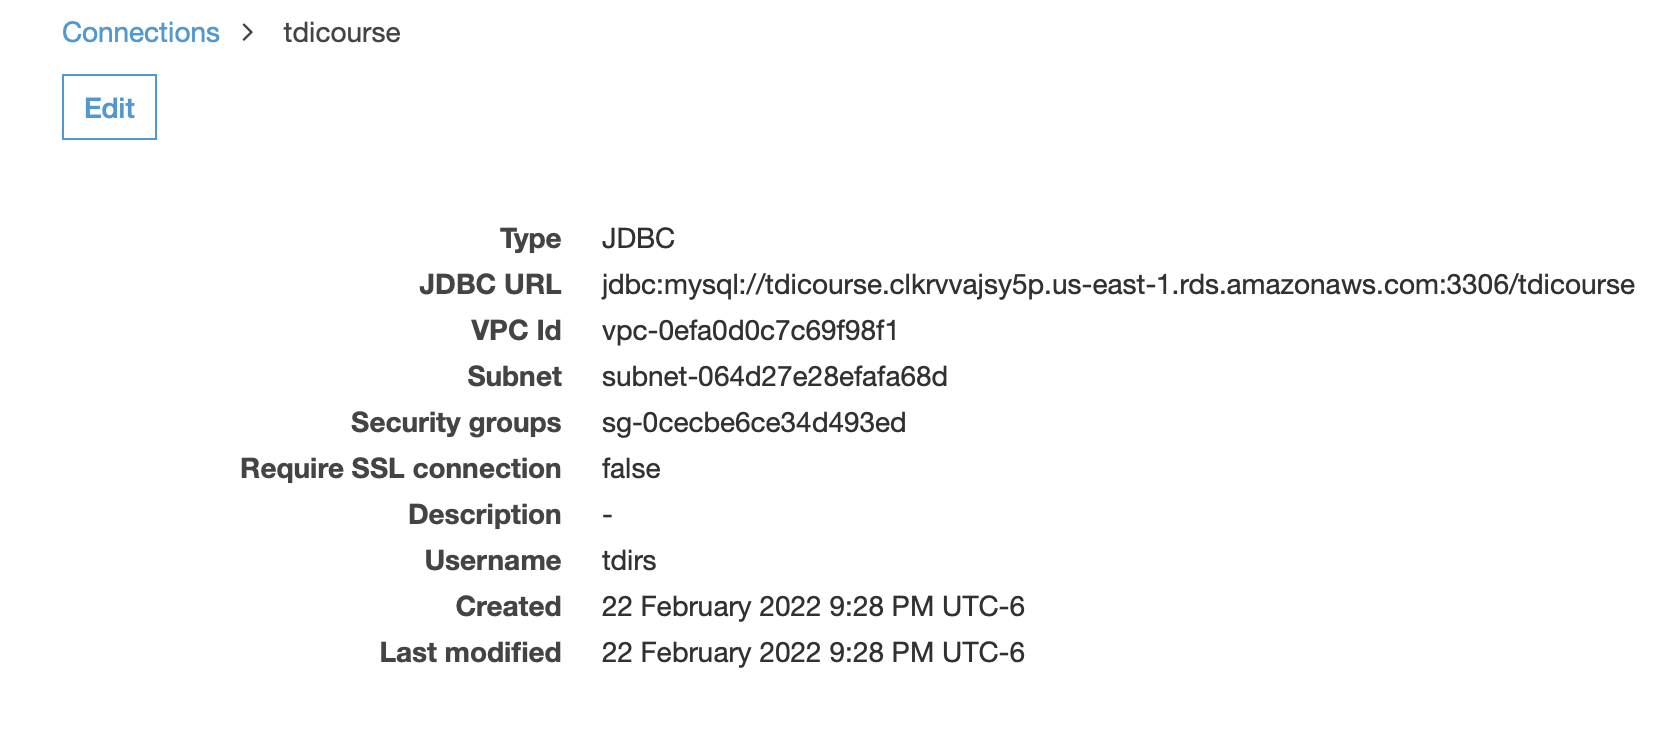 Connections > tdicourse
Edit
Type JDBC
JDBC URL jdbc:mysql://tdicourse.clkrvvajsy5p.us-east-1.rds.amazonaws.com:3306/tdicourse
VPC Id vpc-0efa0d0c7c69f98f1
Subnet subnet-064d27e28efafa68d
Security groups sg-0cecbe6ce34d493ed
Require SSL connection false
Description -
Username tdirs
Created 22 February 2022 9:28 PM UTC-6
Last modified 22 February 2022 9:28 PM UTC-6